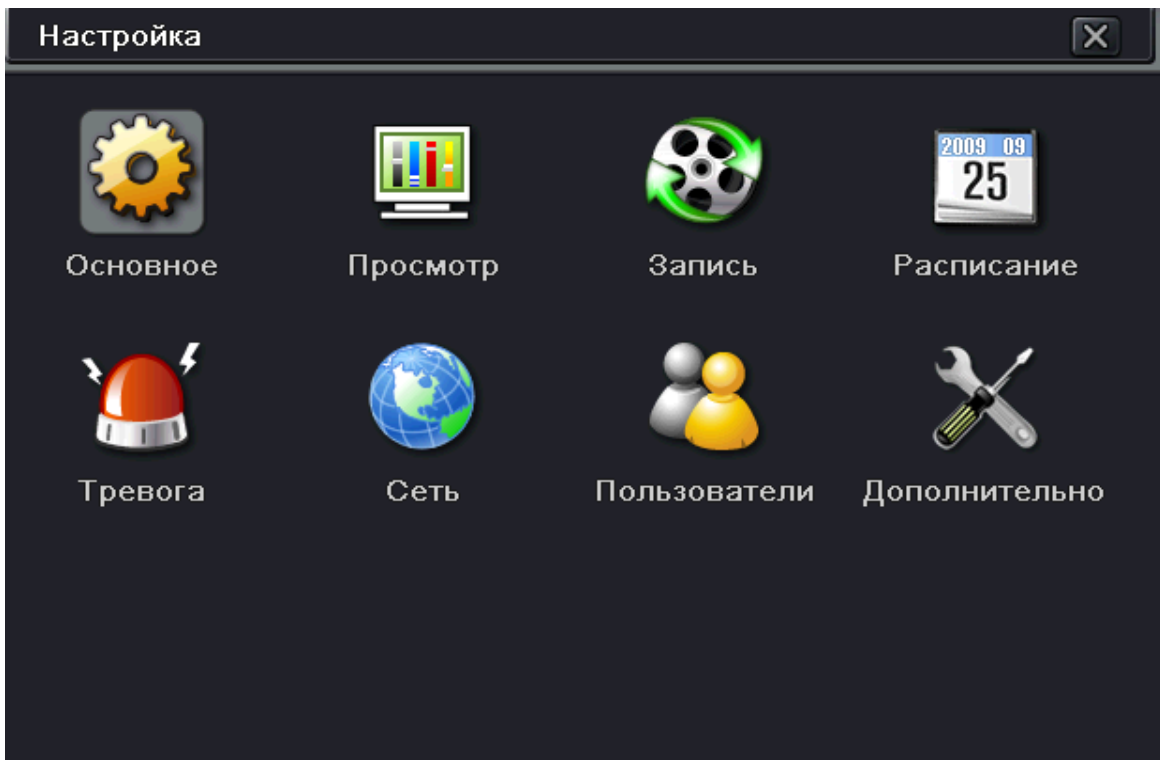 Настройка
2009 09
25
Основное Просмотр Запись Расписание
Тревога Сеть Пользователи Дополнительно